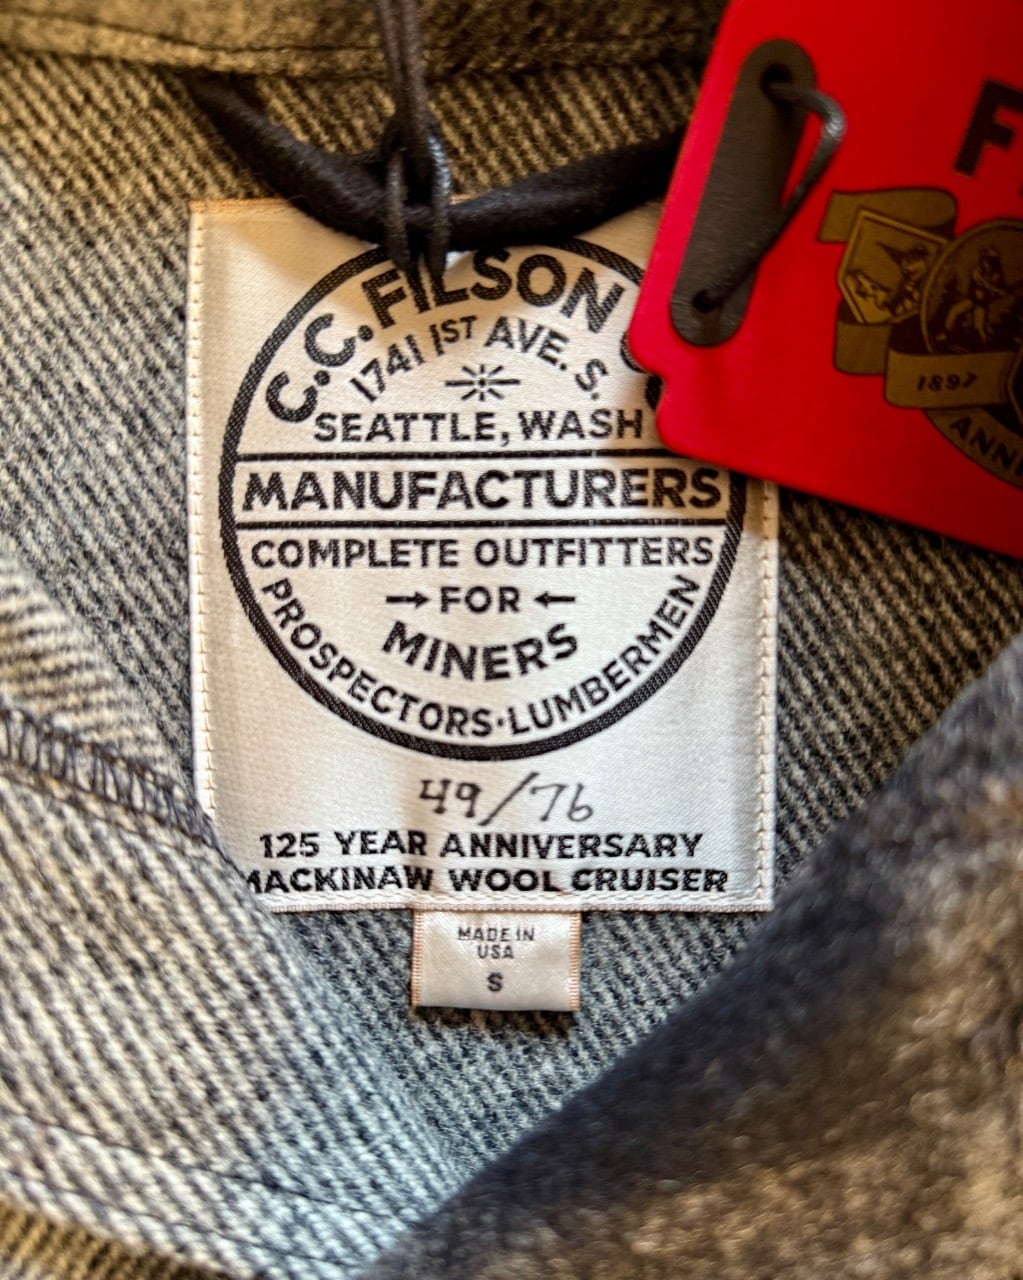 C.C. FILSON
1741 1ST AVE. S.
SEATTLE, WASH
MANUFACTURERS
COMPLETE OUTFITTERS
→FOR←
MINERS
PROSPECTORS·LUMBERMEN
49/76
125 YEAR ANNIVERSARY
MACKINAW WOOL CRUISER
MADE IN
USA
S
1897